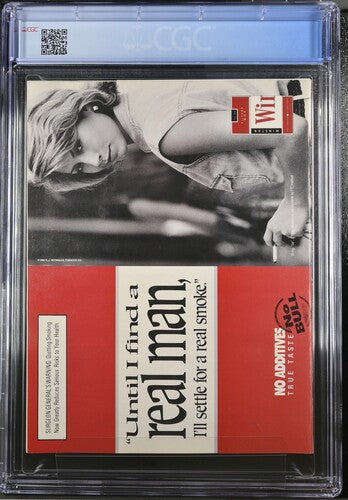 CGC
Wi
WINSTON
SURGEON GENERAL'S WARNING: Quitting Smoking
Now Greatly Reduces Serious Risks to Your Health.
"Until I find a
real man,
I'll settle for a real smoke."
NO ADDITIVES
TRUE TASTE
NO
BULL